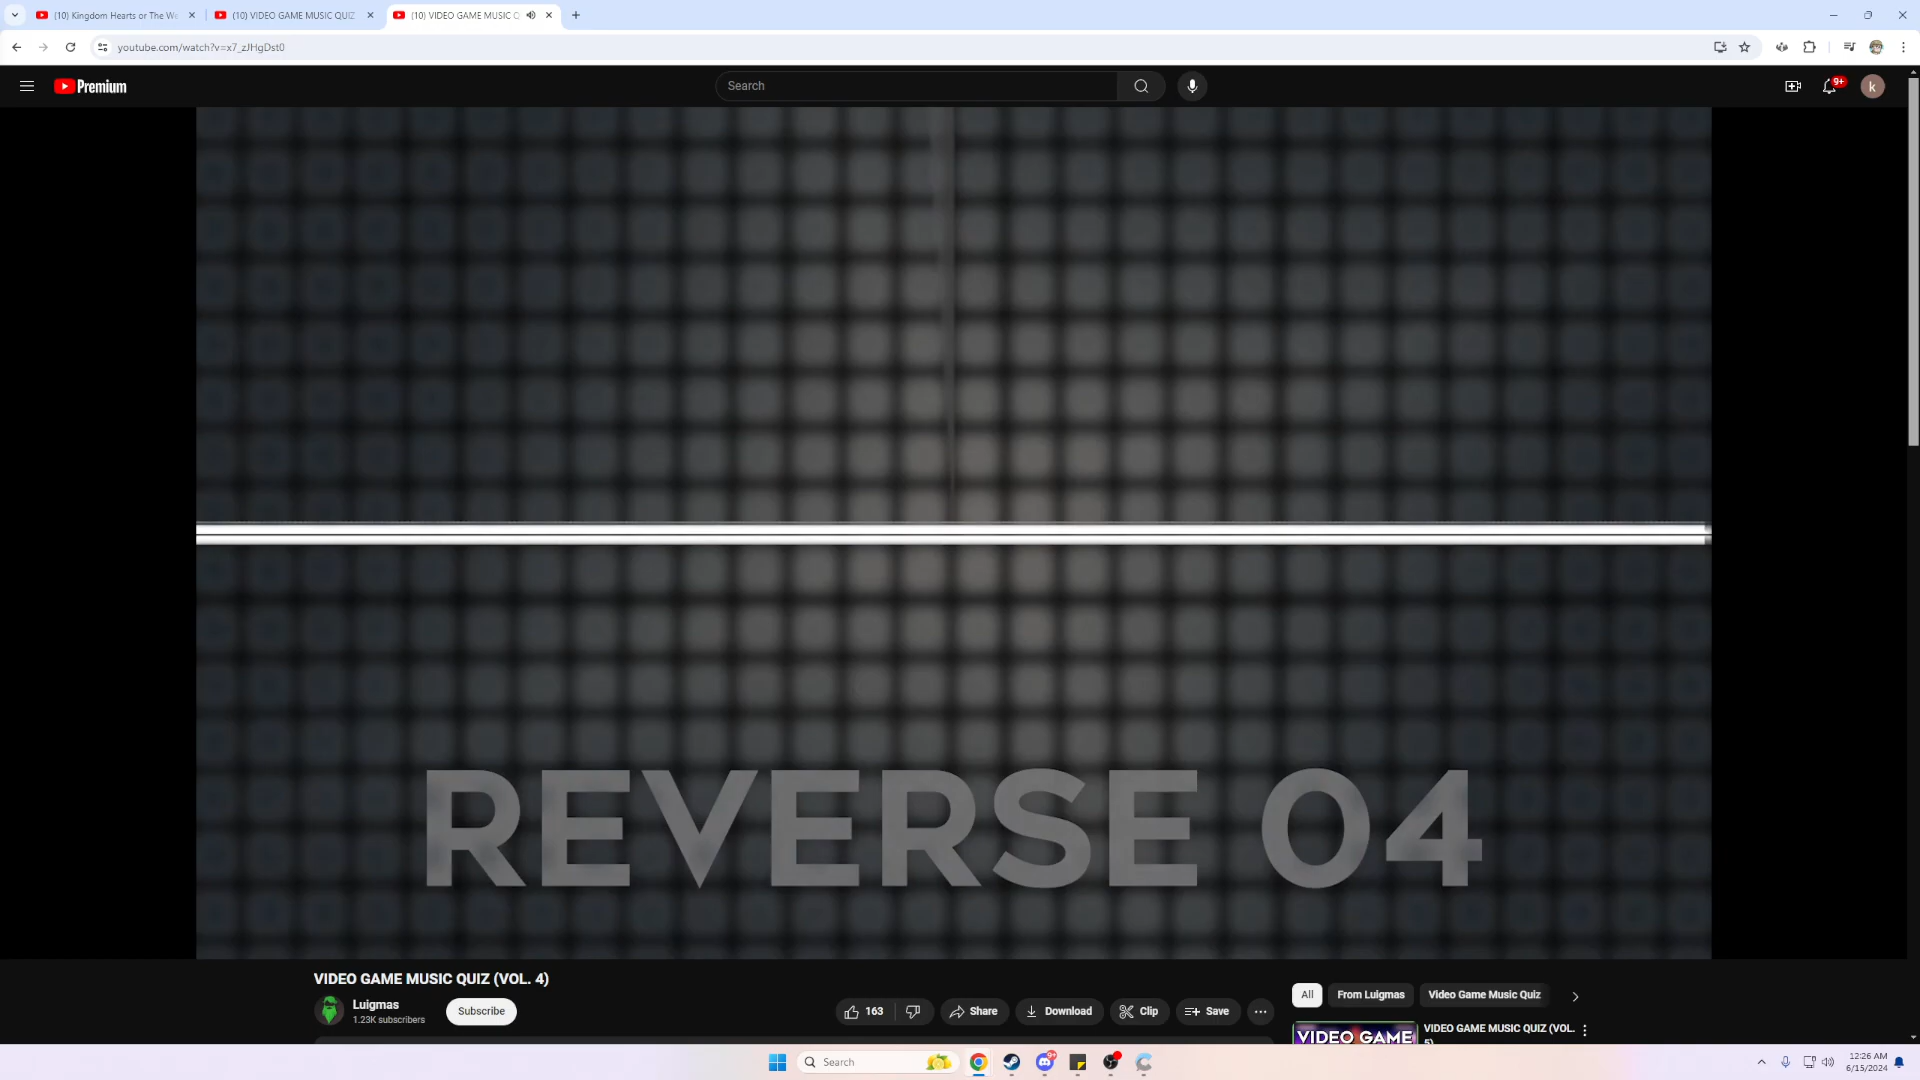 (10) Kingdom Hearts or The We
(10) VIDEO GAME MUSIC QUIZ
(10) VIDEO GAME MUSIC Q
youtube.com/watch?v=x7_zJHgDst0
Premium
Search
9+
k
REVERSE 04
VIDEO GAME MUSIC QUIZ (VOL. 4)
Luigmas
1.23K subscribers
Subscribe
163
Share
Download
Clip
Save
All
From Luigmas
Video Game Music Quiz
VIDEO GAME
VIDEO GAME MUSIC QUIZ (VOL.
5)
Search
12:26 AM
6/15/2024